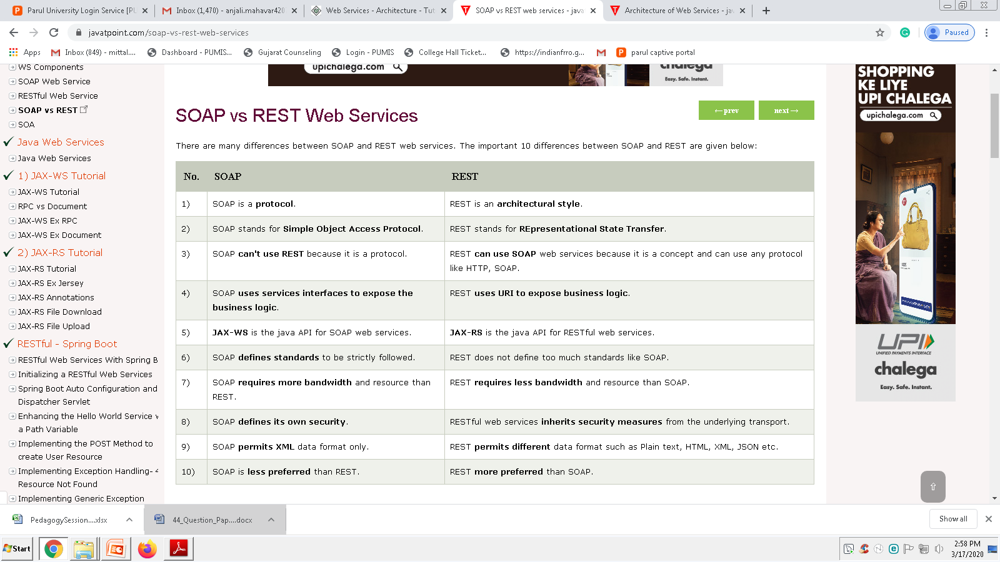 Parul University Login Service [PU
Inbox (1,470) - anjali.mahavar420
Web Services - Architecture - Tut
SOAP vs REST web services - java
Architecture of Web Services - jav
javatpoint.com/soap-vs-rest-web-services
Paused
Apps
Inbox (849) - mittal....
Dashboard - PUMIS...
Gujarat Counseling
Login - PUMIS
College Hall Ticket...
https://indianfrro.g...
parul captive portal
WS Components
SOAP Web Service
RESTful Web Service
SOAP vs REST
SOA
Java Web Services
Java Web Services
1) JAX-WS Tutorial
JAX-WS Tutorial
RPC vs Document
JAX-WS Ex RPC
JAX-WS Ex Document
2) JAX-RS Tutorial
JAX-RS Tutorial
JAX-RS Ex Jersey
JAX-RS Annotations
JAX-RS File Download
JAX-RS File Upload
RESTful - Spring Boot
RESTful Web Services With Spring B
Initializing a RESTful Web Services
Spring Boot Auto Configuration and
Dispatcher Servlet
Enhancing the Hello World Service v
a Path Variable
Implementing the POST Method to
create User Resource
Implementing Exception Handling- 4
Resource Not Found
Implementing Generic Exception
upichalega.com
chalega
Easy. Safe. Instant.
SOAP vs REST Web Services
←prev
next→
There are many differences between SOAP and REST web services. The important 10 differences between SOAP and REST are given below:
No. SOAP REST
1) SOAP is a protocol. REST is an architectural style.
2) SOAP stands for Simple Object Access Protocol. REST stands for REpresentational State Transfer.
3) SOAP can't use REST because it is a protocol. REST can use SOAP web services because it is a concept and can use any protocol
like HTTP, SOAP.
4) SOAP uses services interfaces to expose the
business logic. REST uses URI to expose business logic.
5) JAX-WS is the java API for SOAP web services. JAX-RS is the java API for RESTful web services.
6) SOAP defines standards to be strictly followed. REST does not define too much standards like SOAP.
7) SOAP requires more bandwidth and resource than
REST. REST requires less bandwidth and resource than SOAP.
8) SOAP defines its own security. RESTful web services inherits security measures from the underlying transport.
9) SOAP permits XML data format only. REST permits different data format such as Plain text, HTML, XML, JSON etc.
10) SOAP is less preferred than REST. REST more preferred than SOAP.
SHOPPING
KE LIYE
UPI CHALEGA
upichalega.com
UPI
UNIFIED PAYMENTS INTERFACE
chalega
Easy. Safe. Instant.
PedagogySession....xlsx
44_Question_Pap....docx
Show all
Start
2:58 PM
3/17/2020